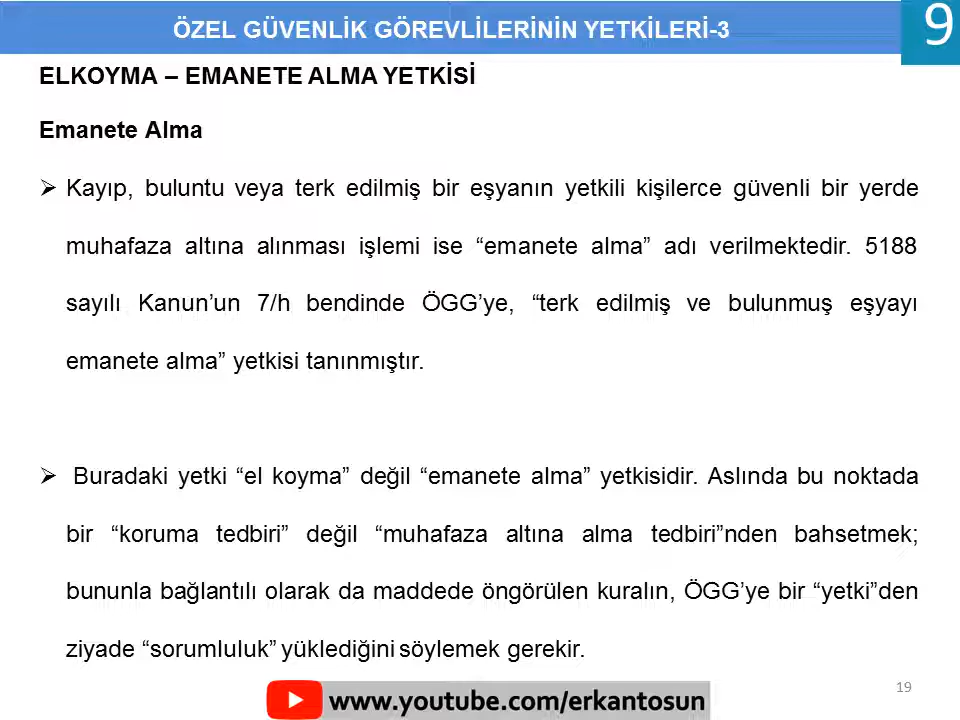 ÖZEL GÜVENLİK GÖREVLİLERİNİN YETKİLERİ-3
9
ELKOYMA – EMANETE ALMA YETKİSİ
Emanete Alma
➢ Kayıp, buluntu veya terk edilmiş bir eşyanın yetkili kişilerce güvenli bir yerde
muhafaza altına alınması işlemi ise “emanete alma” adı verilmektedir. 5188
sayılı Kanun’un 7/h bendinde ÖGG’ye, “terk edilmiş ve bulunmuş eşyayı
emanete alma” yetkisi tanınmıştır.
➢ Buradaki yetki “el koyma” değil “emanete alma” yetkisidir. Aslında bu noktada
bir “koruma tedbiri” değil “muhafaza altına alma tedbiri”nden bahsetmek;
bununla bağlantılı olarak da maddede öngörülen kuralın, ÖGG’ye bir “yetki”den
ziyade “sorumluluk” yüklediğini söylemek gerekir.
19
www.youtube.com/erkantosun